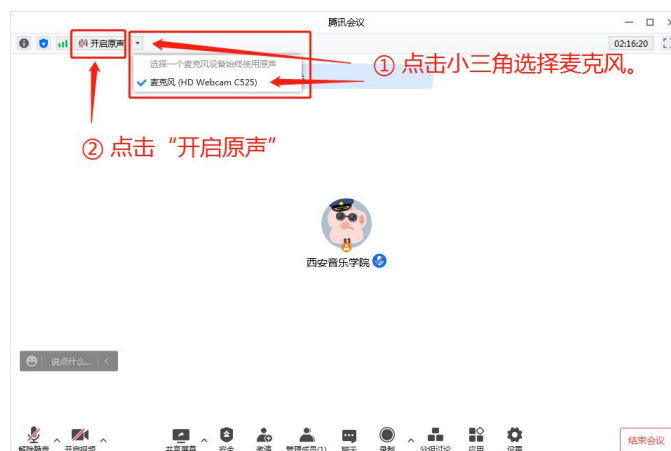 腾讯会议
开启原声
02:16:20
选择一个麦克风设备始终使用原声
麦克风 (HD Webcam C525)
① 点击小三角选择麦克风。
② 点击 “开启原声”
西安音乐学院
说点什么...
解除静音
开启视频
共享屏幕
安全
邀请
管理成员(1)
聊天
录制
分组讨论
应用
设置
结束会议